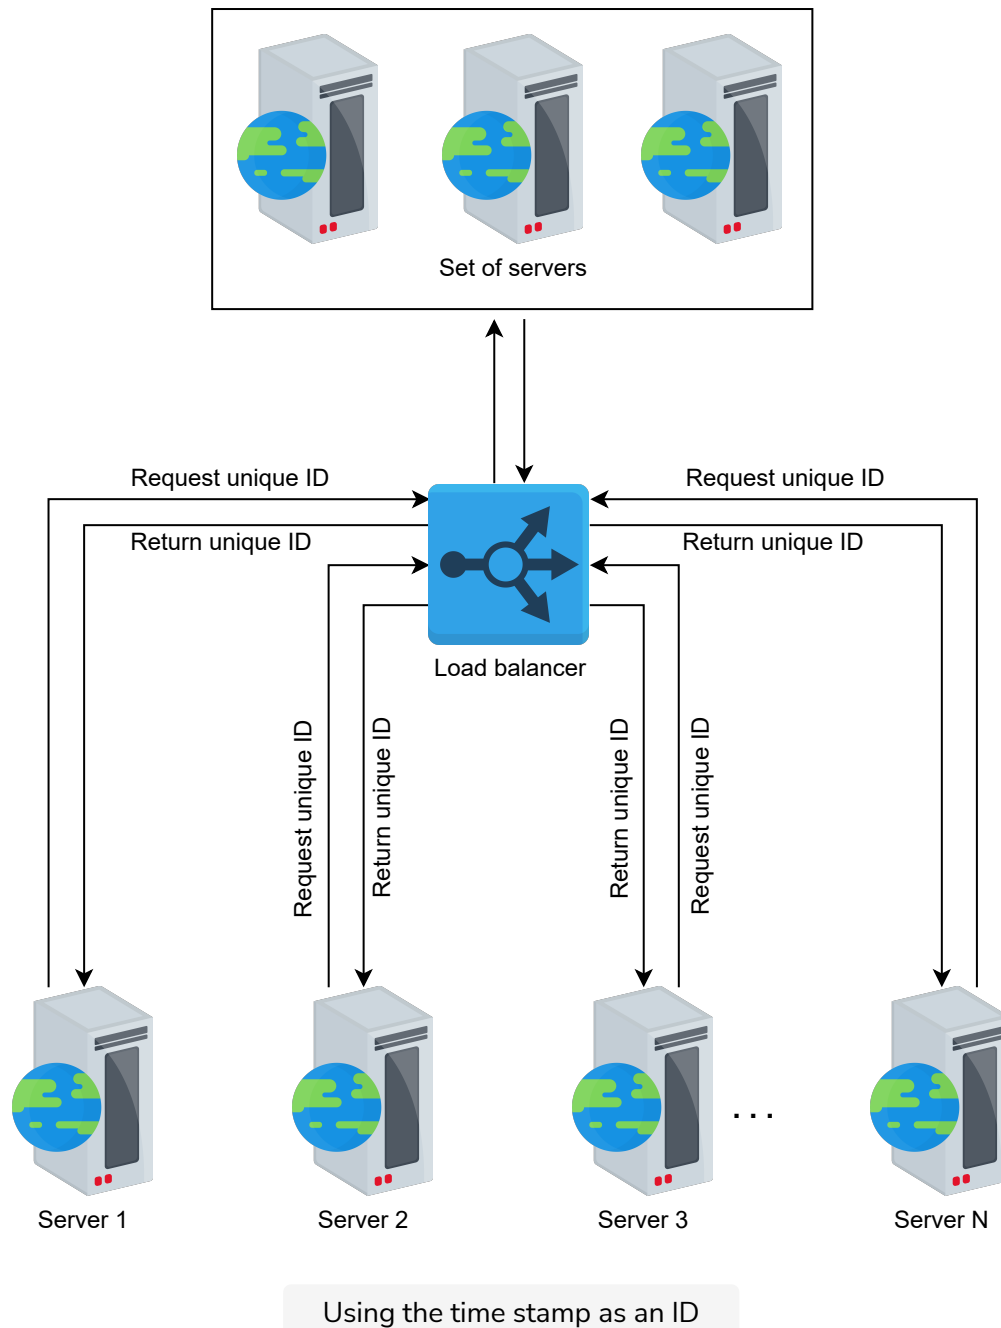 Set of servers
Request unique ID
Request unique ID
Return unique ID
Return unique ID
Load balancer
Request unique ID
Return unique ID
Return unique ID
Request unique ID
...
Server 1
Server 2
Server 3
Server N
Using the time stamp as an ID